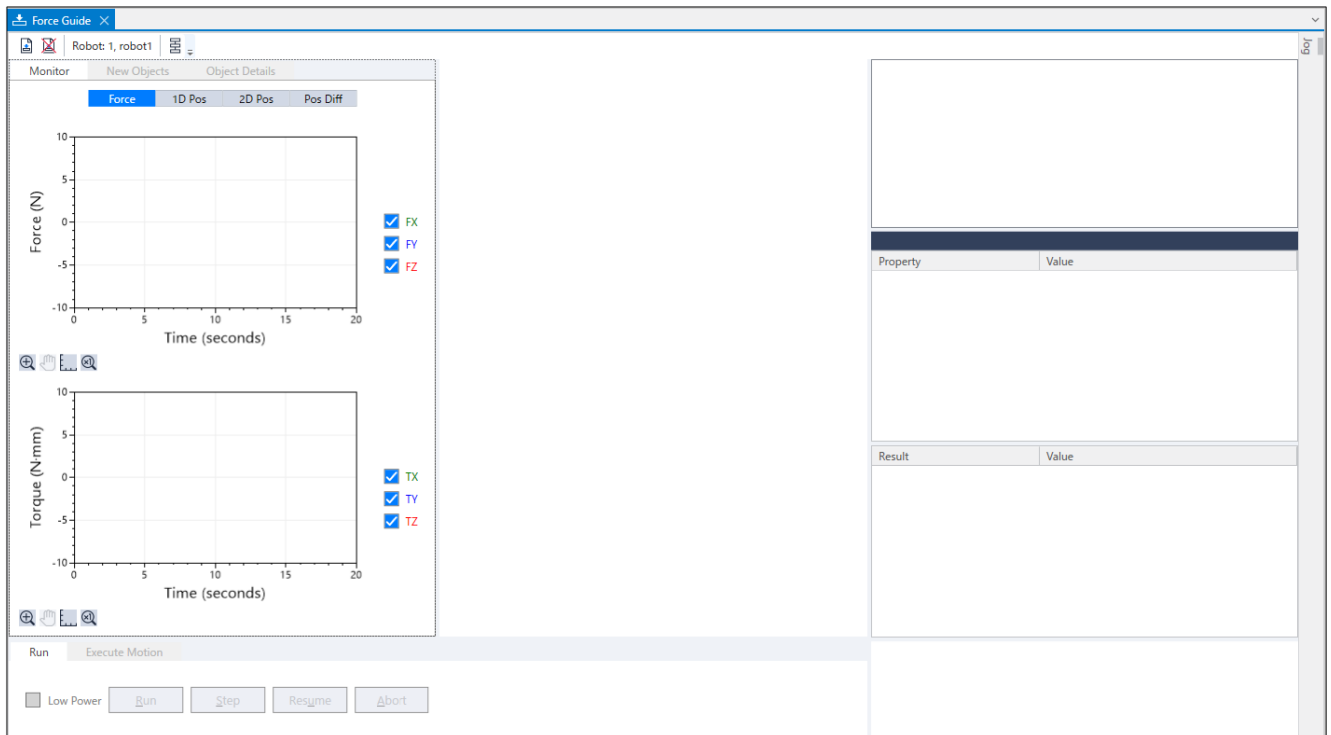 Force Guide
Robot: 1, robot1
Jog
Monitor New Objects Object Details
Force 1D Pos 2D Pos Pos Diff
10
5
0
-5
-10
Force (N)
0 5 10 15 20
Time (seconds)
FX
FY
FZ
x1
10
5
0
-5
-10
Torque (N·mm)
0 5 10 15 20
Time (seconds)
TX
TY
TZ
x1
Property Value
Result Value
Run Execute Motion
Low Power Run Step Resume Abort